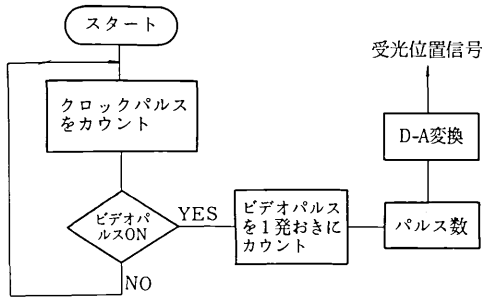 スタート
クロックパルス
をカウント
ビデオパ
ルスON
YES
NO
ビデオパルス
を1発おきに
カウント
パルス数
D-A変換
受光位置信号